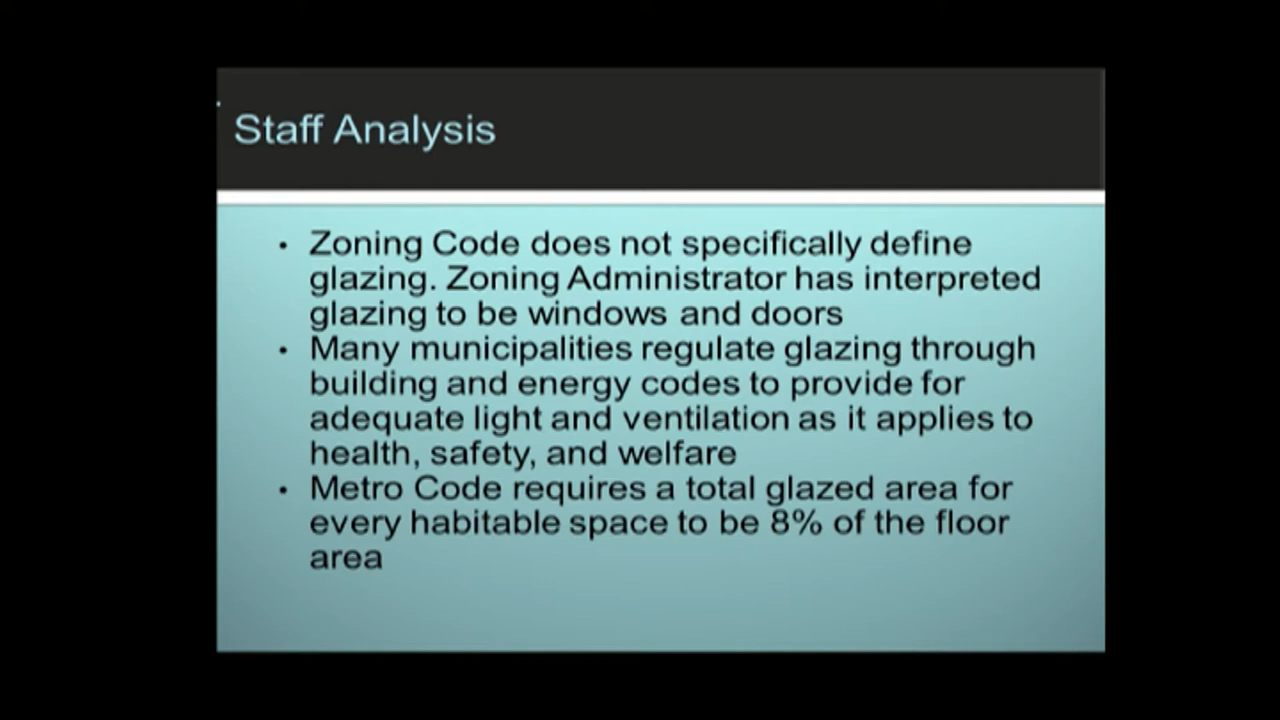 Staff Analysis
• Zoning Code does not specifically define
glazing. Zoning Administrator has interpreted
glazing to be windows and doors
• Many municipalities regulate glazing through
building and energy codes to provide for
adequate light and ventilation as it applies to
health, safety, and welfare
• Metro Code requires a total glazed area for
every habitable space to be 8% of the floor
area